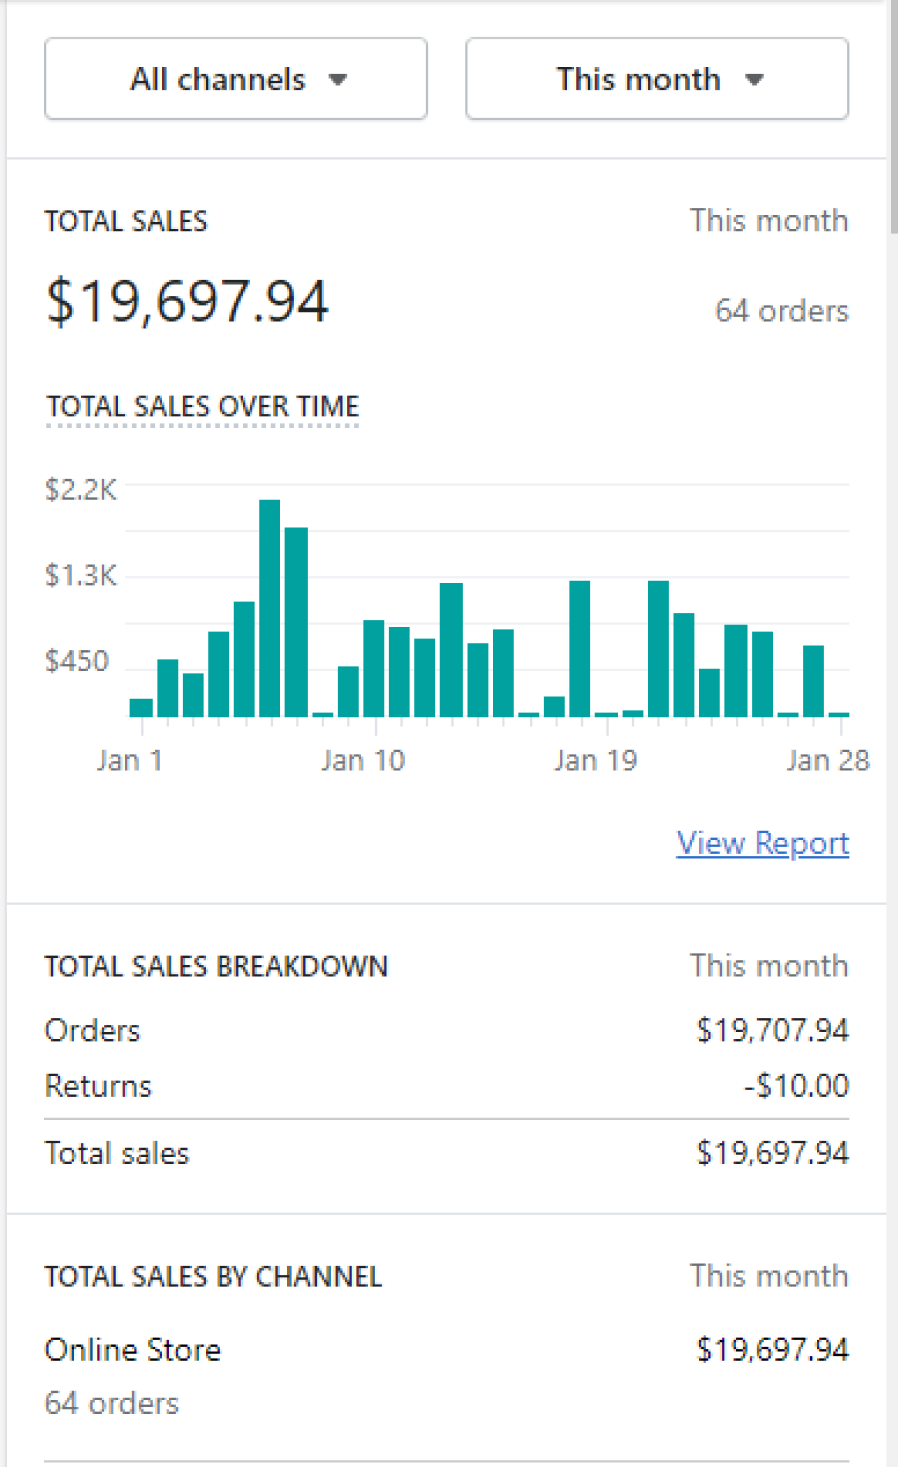 All channels This month
TOTAL SALES This month
$19,697.94 64 orders
TOTAL SALES OVER TIME
$2.2K
$1.3K
$450
Jan 1 Jan 10 Jan 19 Jan 28
View Report
TOTAL SALES BREAKDOWN This month
Orders $19,707.94
Returns -$10.00
Total sales $19,697.94
TOTAL SALES BY CHANNEL This month
Online Store $19,697.94
64 orders